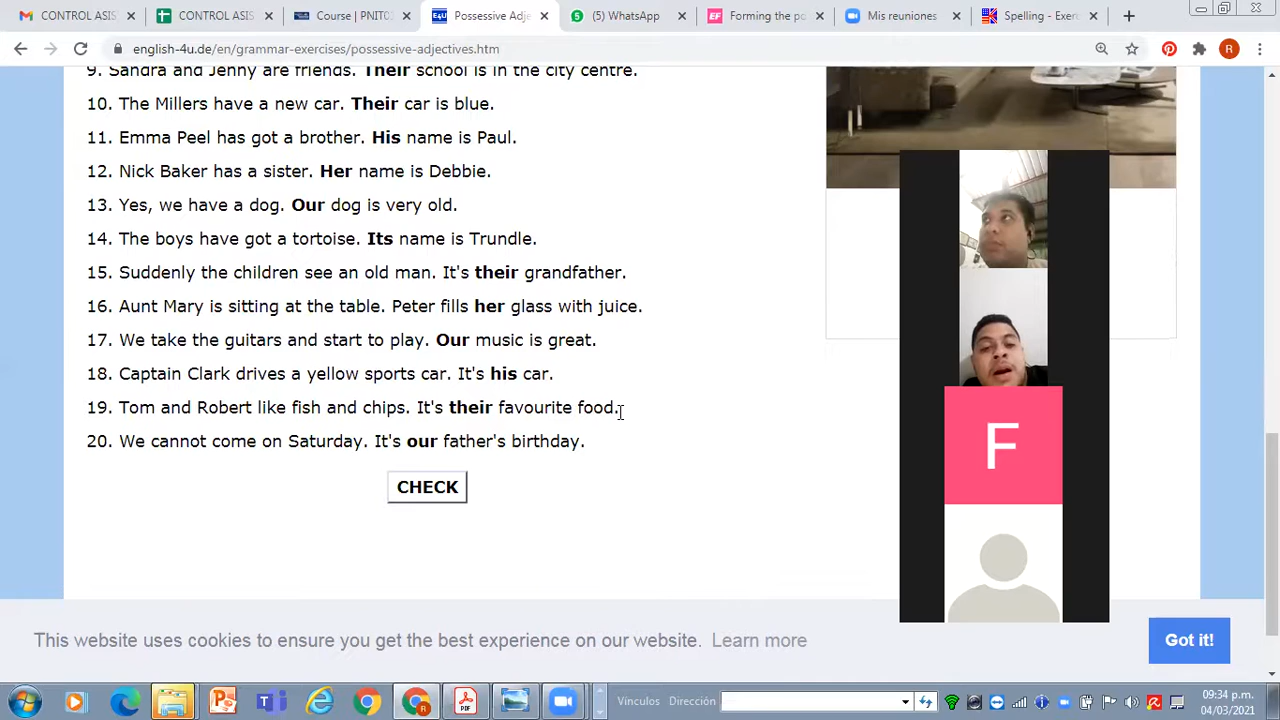 CONTROL ASIS
CONTROL ASIS
Course | PNITG
Possessive Adj
WhatsApp
Forming the po
Mis reuniones
Spelling - Exer
english-4u.de/en/grammar-exercises/possessive-adjectives.htm
R
9. Sandra and Jenny are friends. Their school is in the city centre.
10. The Millers have a new car. Their car is blue.
11. Emma Peel has got a brother. His name is Paul.
12. Nick Baker has a sister. Her name is Debbie.
13. Yes, we have a dog. Our dog is very old.
14. The boys have got a tortoise. Its name is Trundle.
15. Suddenly the children see an old man. It's their grandfather.
16. Aunt Mary is sitting at the table. Peter fills her glass with juice.
17. We take the guitars and start to play. Our music is great.
18. Captain Clark drives a yellow sports car. It's his car.
19. Tom and Robert like fish and chips. It's their favourite food.
20. We cannot come on Saturday. It's our father's birthday.
CHECK
F
This website uses cookies to ensure you get the best experience on our website. Learn more
Got it!
Vínculos Dirección
09:34 p.m.
04/03/2021